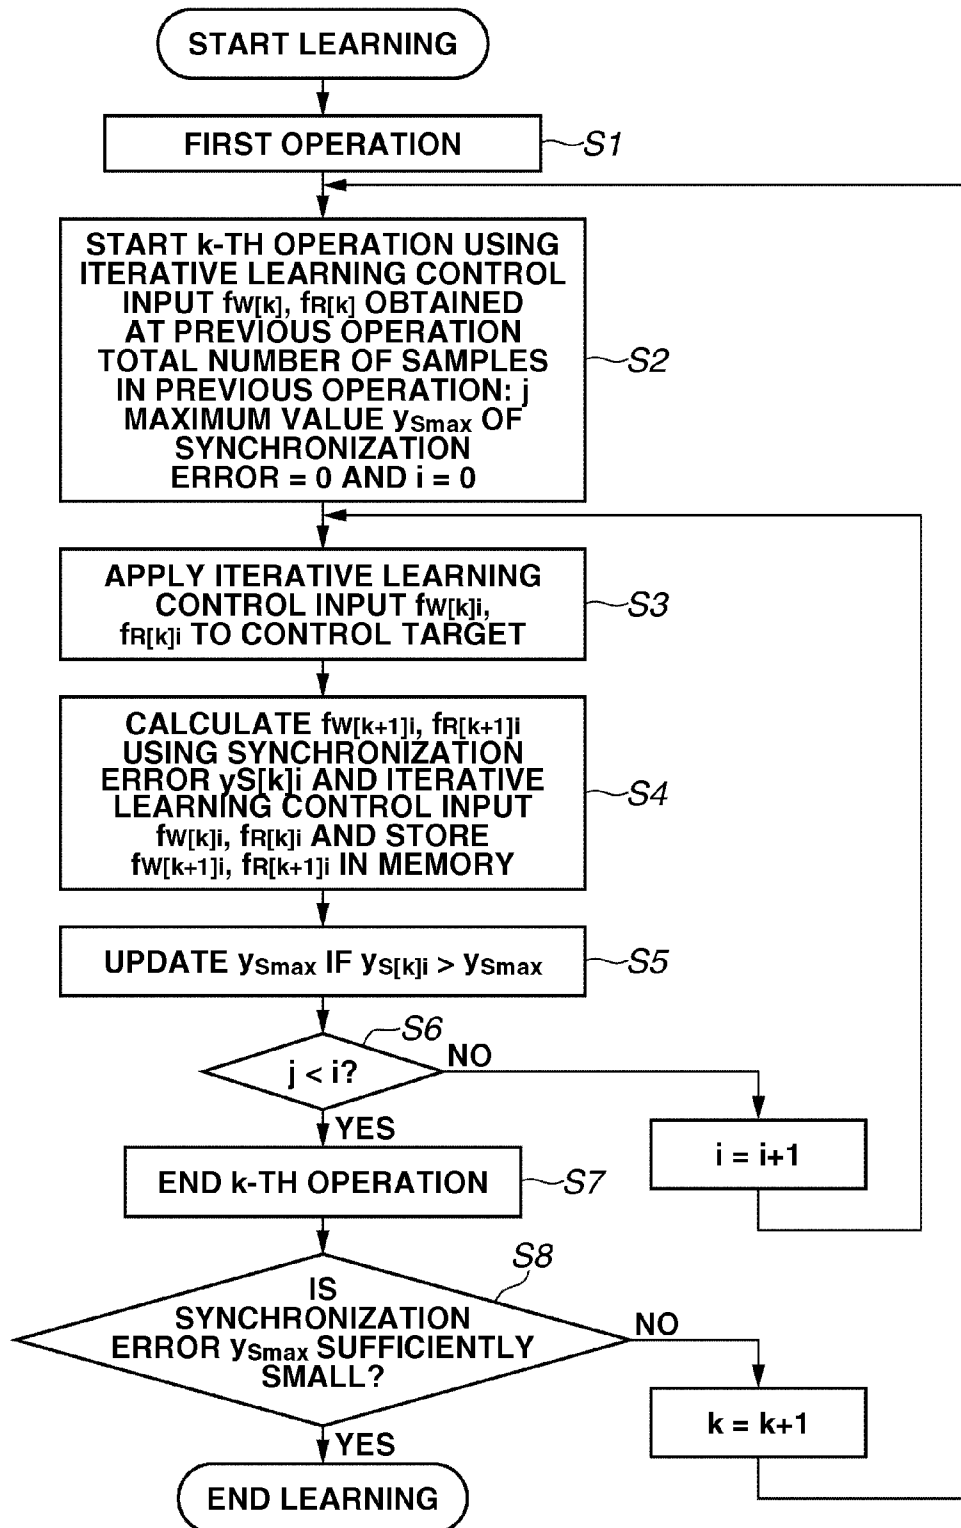 START LEARNING
FIRST OPERATION
S1
START k-TH OPERATION USING
ITERATIVE LEARNING CONTROL
INPUT fW[k], fR[k] OBTAINED
AT PREVIOUS OPERATION
TOTAL NUMBER OF SAMPLES
IN PREVIOUS OPERATION: j
MAXIMUM VALUE ySmax OF
SYNCHRONIZATION
ERROR = 0 AND i = 0
S2
APPLY ITERATIVE LEARNING
CONTROL INPUT fW[k]i,
fR[k]i TO CONTROL TARGET
S3
CALCULATE fW[k+1]i, fR[k+1]i
USING SYNCHRONIZATION
ERROR yS[k]i AND ITERATIVE
LEARNING CONTROL INPUT
fW[k]i, fR[k]i AND STORE
fW[k+1]i, fR[k+1]i IN MEMORY
S4
UPDATE ySmax IF yS[k]i > ySmax
S5
S6
j < i?
NO
YES
i = i+1
END k-TH OPERATION
S7
S8
IS
SYNCHRONIZATION
ERROR ySmax SUFFICIENTLY
SMALL?
NO
k = k+1
YES
END LEARNING